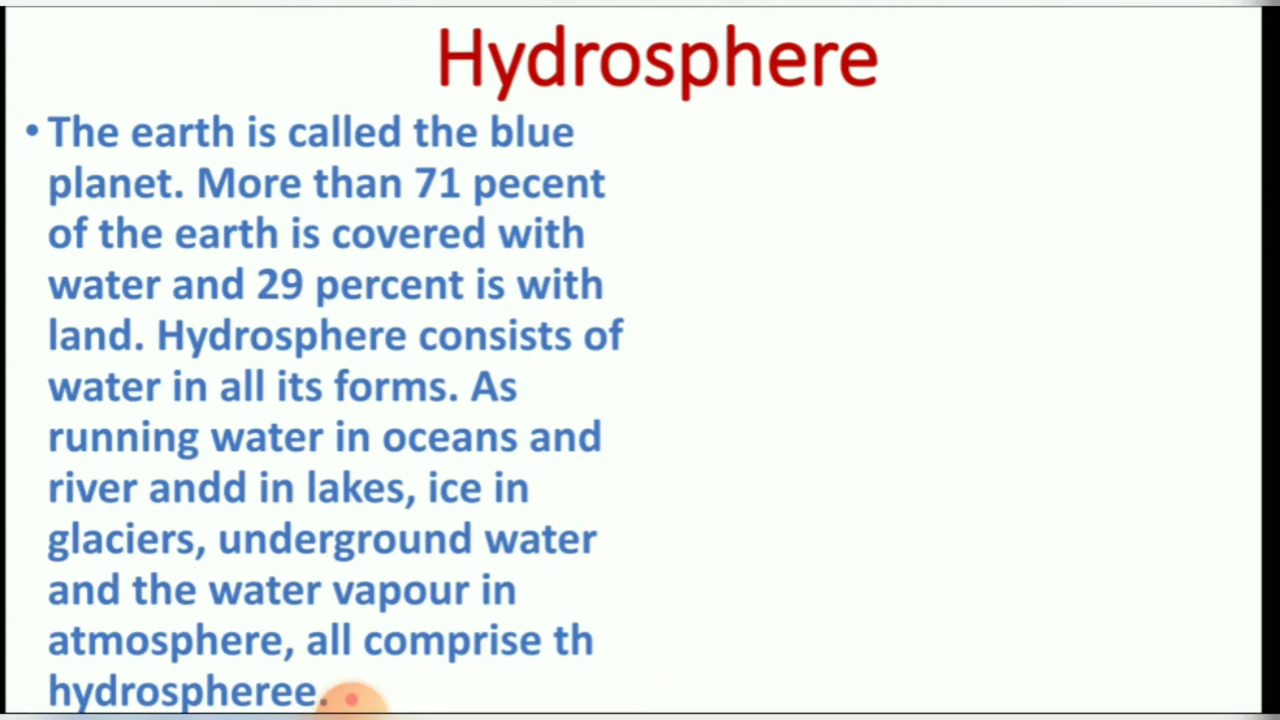 Hydrosphere
• The earth is called the blue
planet. More than 71 pecent
of the earth is covered with
water and 29 percent is with
land. Hydrosphere consists of
water in all its forms. As
running water in oceans and
river andd in lakes, ice in
glaciers, underground water
and the water vapour in
atmosphere, all comprise th
hydrospheree.